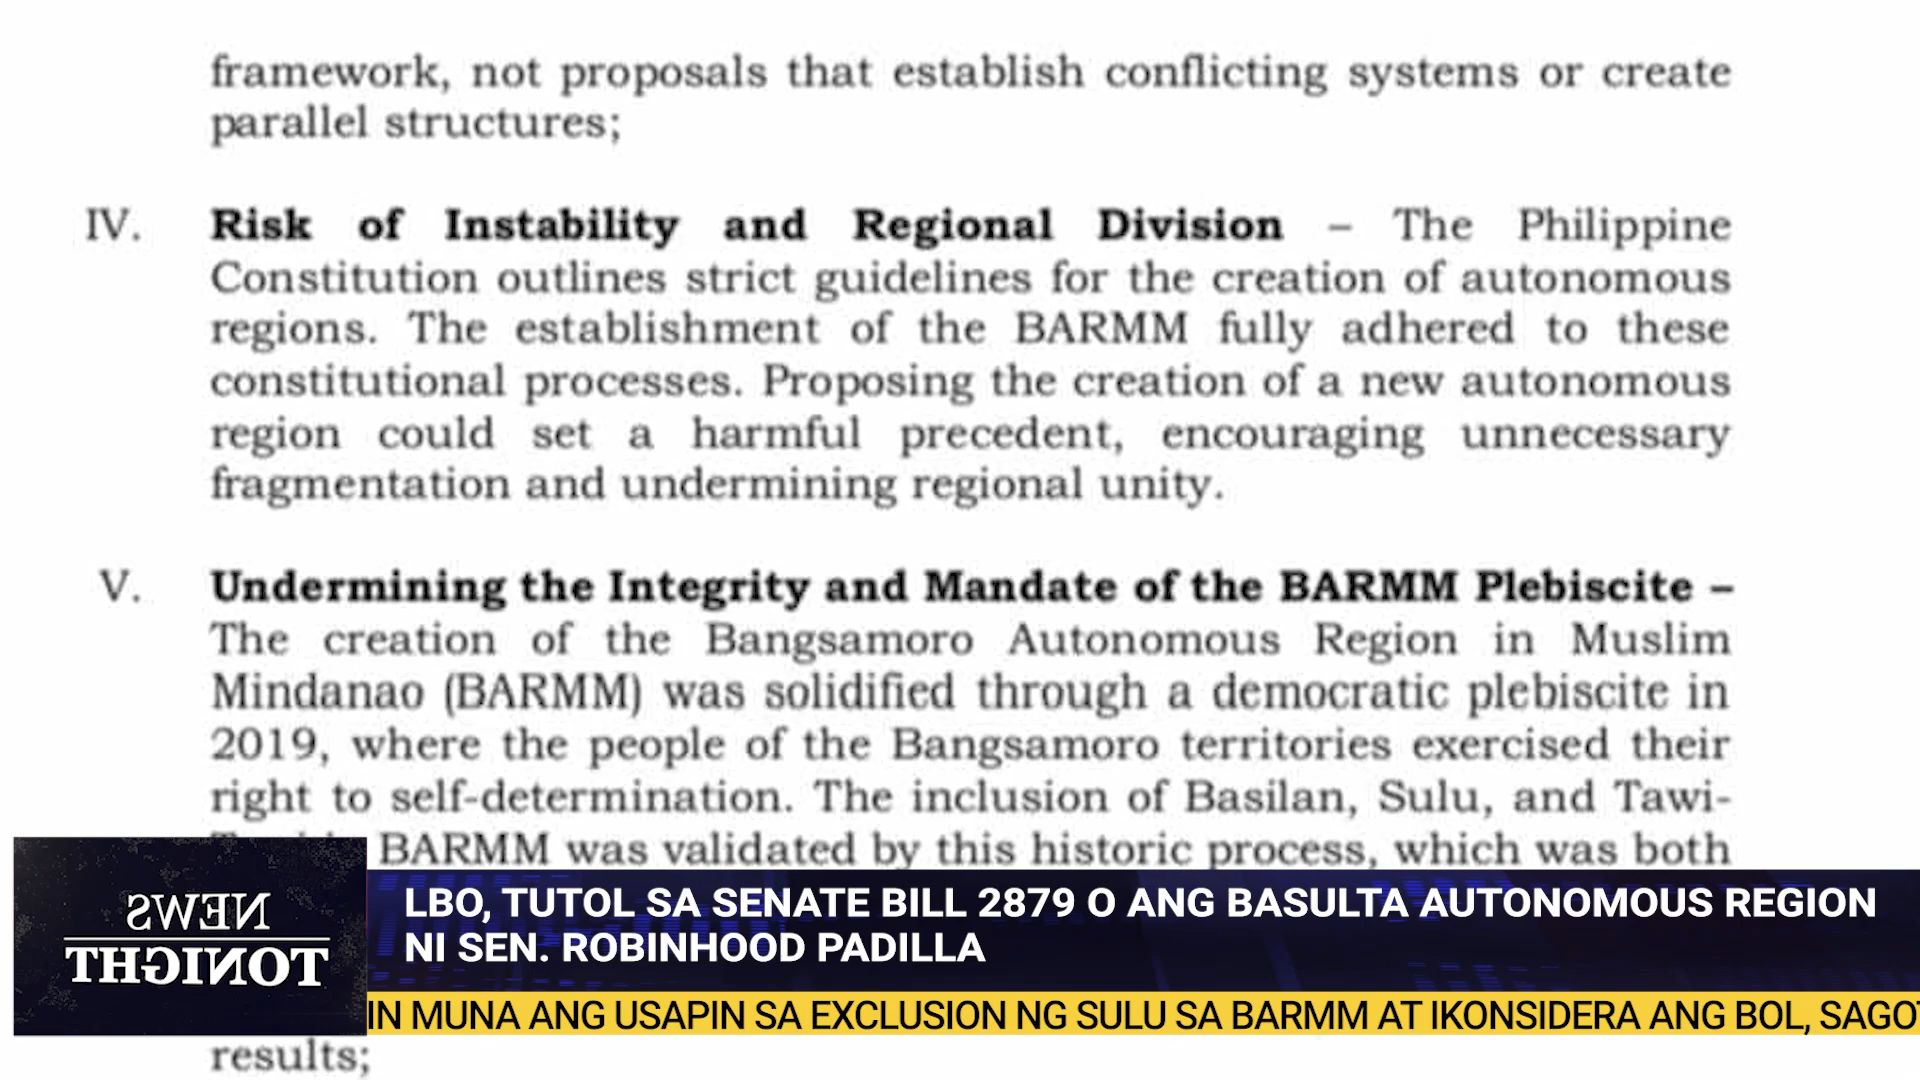 framework, not proposals that establish conflicting systems or create
parallel structures;
IV. Risk of Instability and Regional Division – The Philippine
Constitution outlines strict guidelines for the creation of autonomous
regions. The establishment of the BARMM fully adhered to these
constitutional processes. Proposing the creation of a new autonomous
region could set a harmful precedent, encouraging unnecessary
fragmentation and undermining regional unity.
V. Undermining the Integrity and Mandate of the BARMM Plebiscite –
The creation of the Bangsamoro Autonomous Region in Muslim
Mindanao (BARMM) was solidified through a democratic plebiscite in
2019, where the people of the Bangsamoro territories exercised their
right to self-determination. The inclusion of Basilan, Sulu, and Tawi-
BARMM was validated by this historic process, which was both
NEWS
TONIGHT
LBO, TUTOL SA SENATE BILL 2879 O ANG BASULTA AUTONOMOUS REGION
NI SEN. ROBINHOOD PADILLA
IN MUNA ANG USAPIN SA EXCLUSION NG SULU SA BARMM AT IKONSIDERA ANG BOL, SAGO
results;